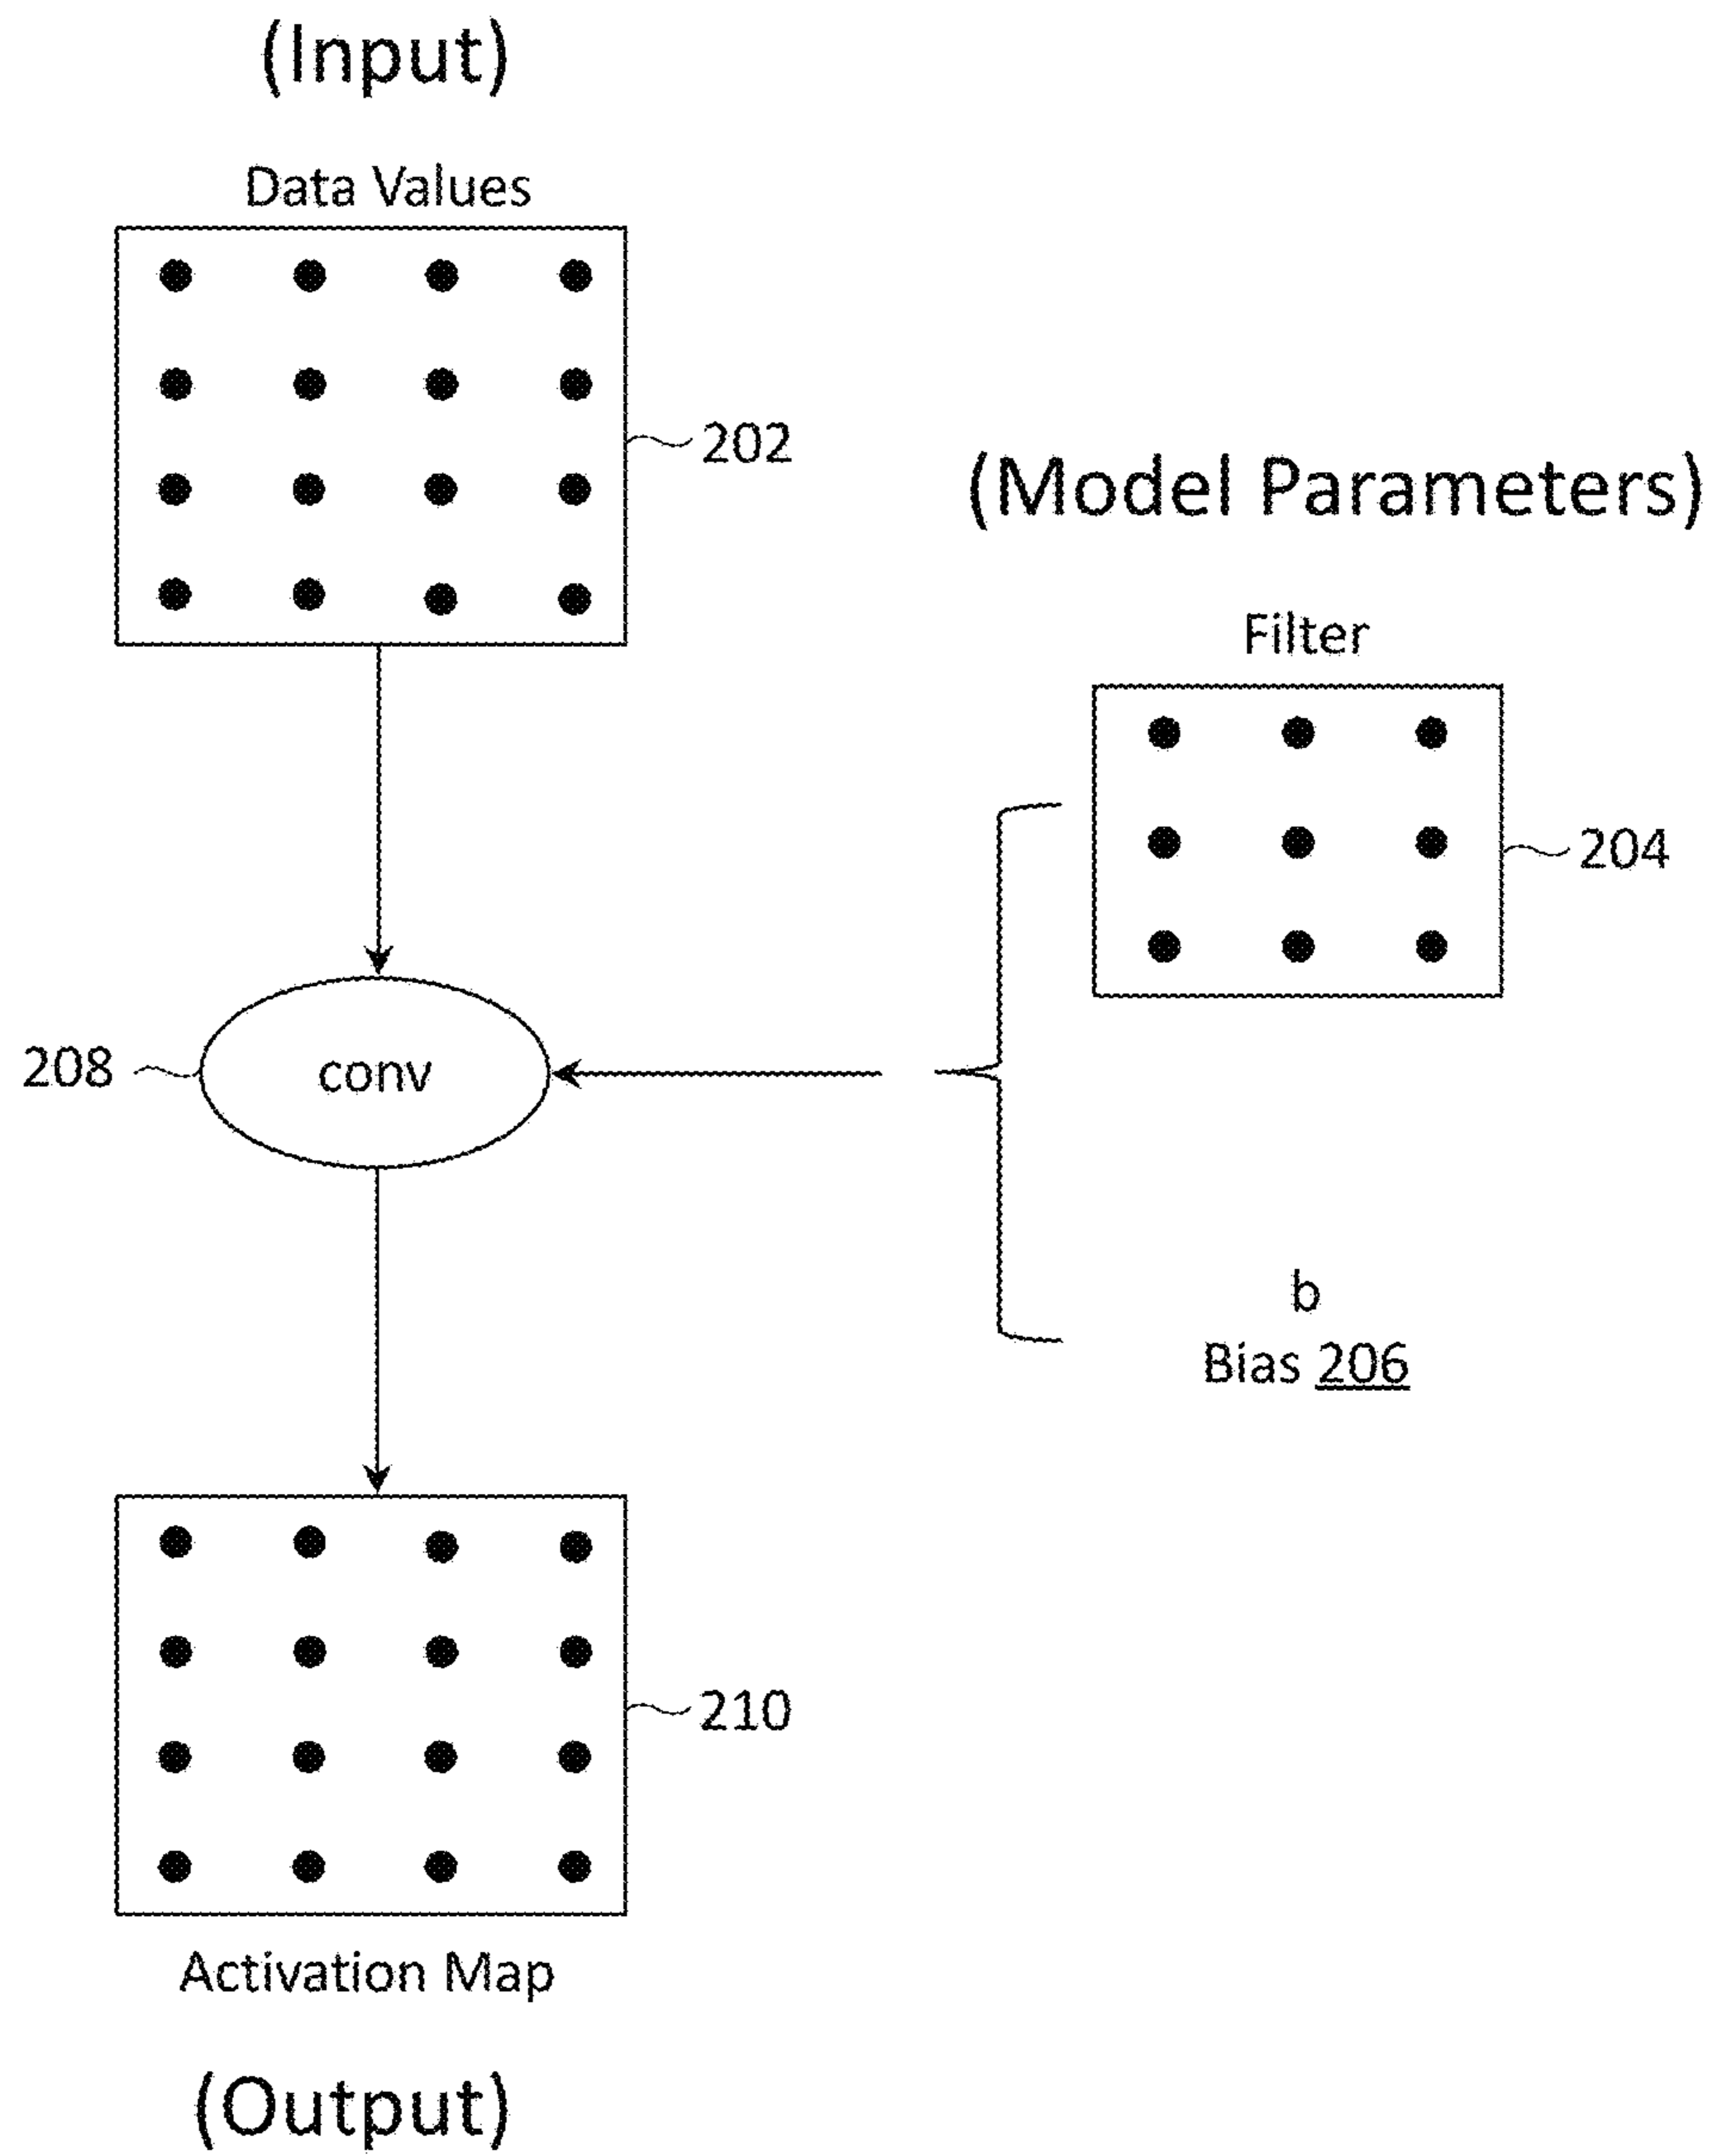 (Input)
Data Values
202
(Model Parameters)
Filter
204
208
conv
b
Bias 206
210
Activation Map
(Output)